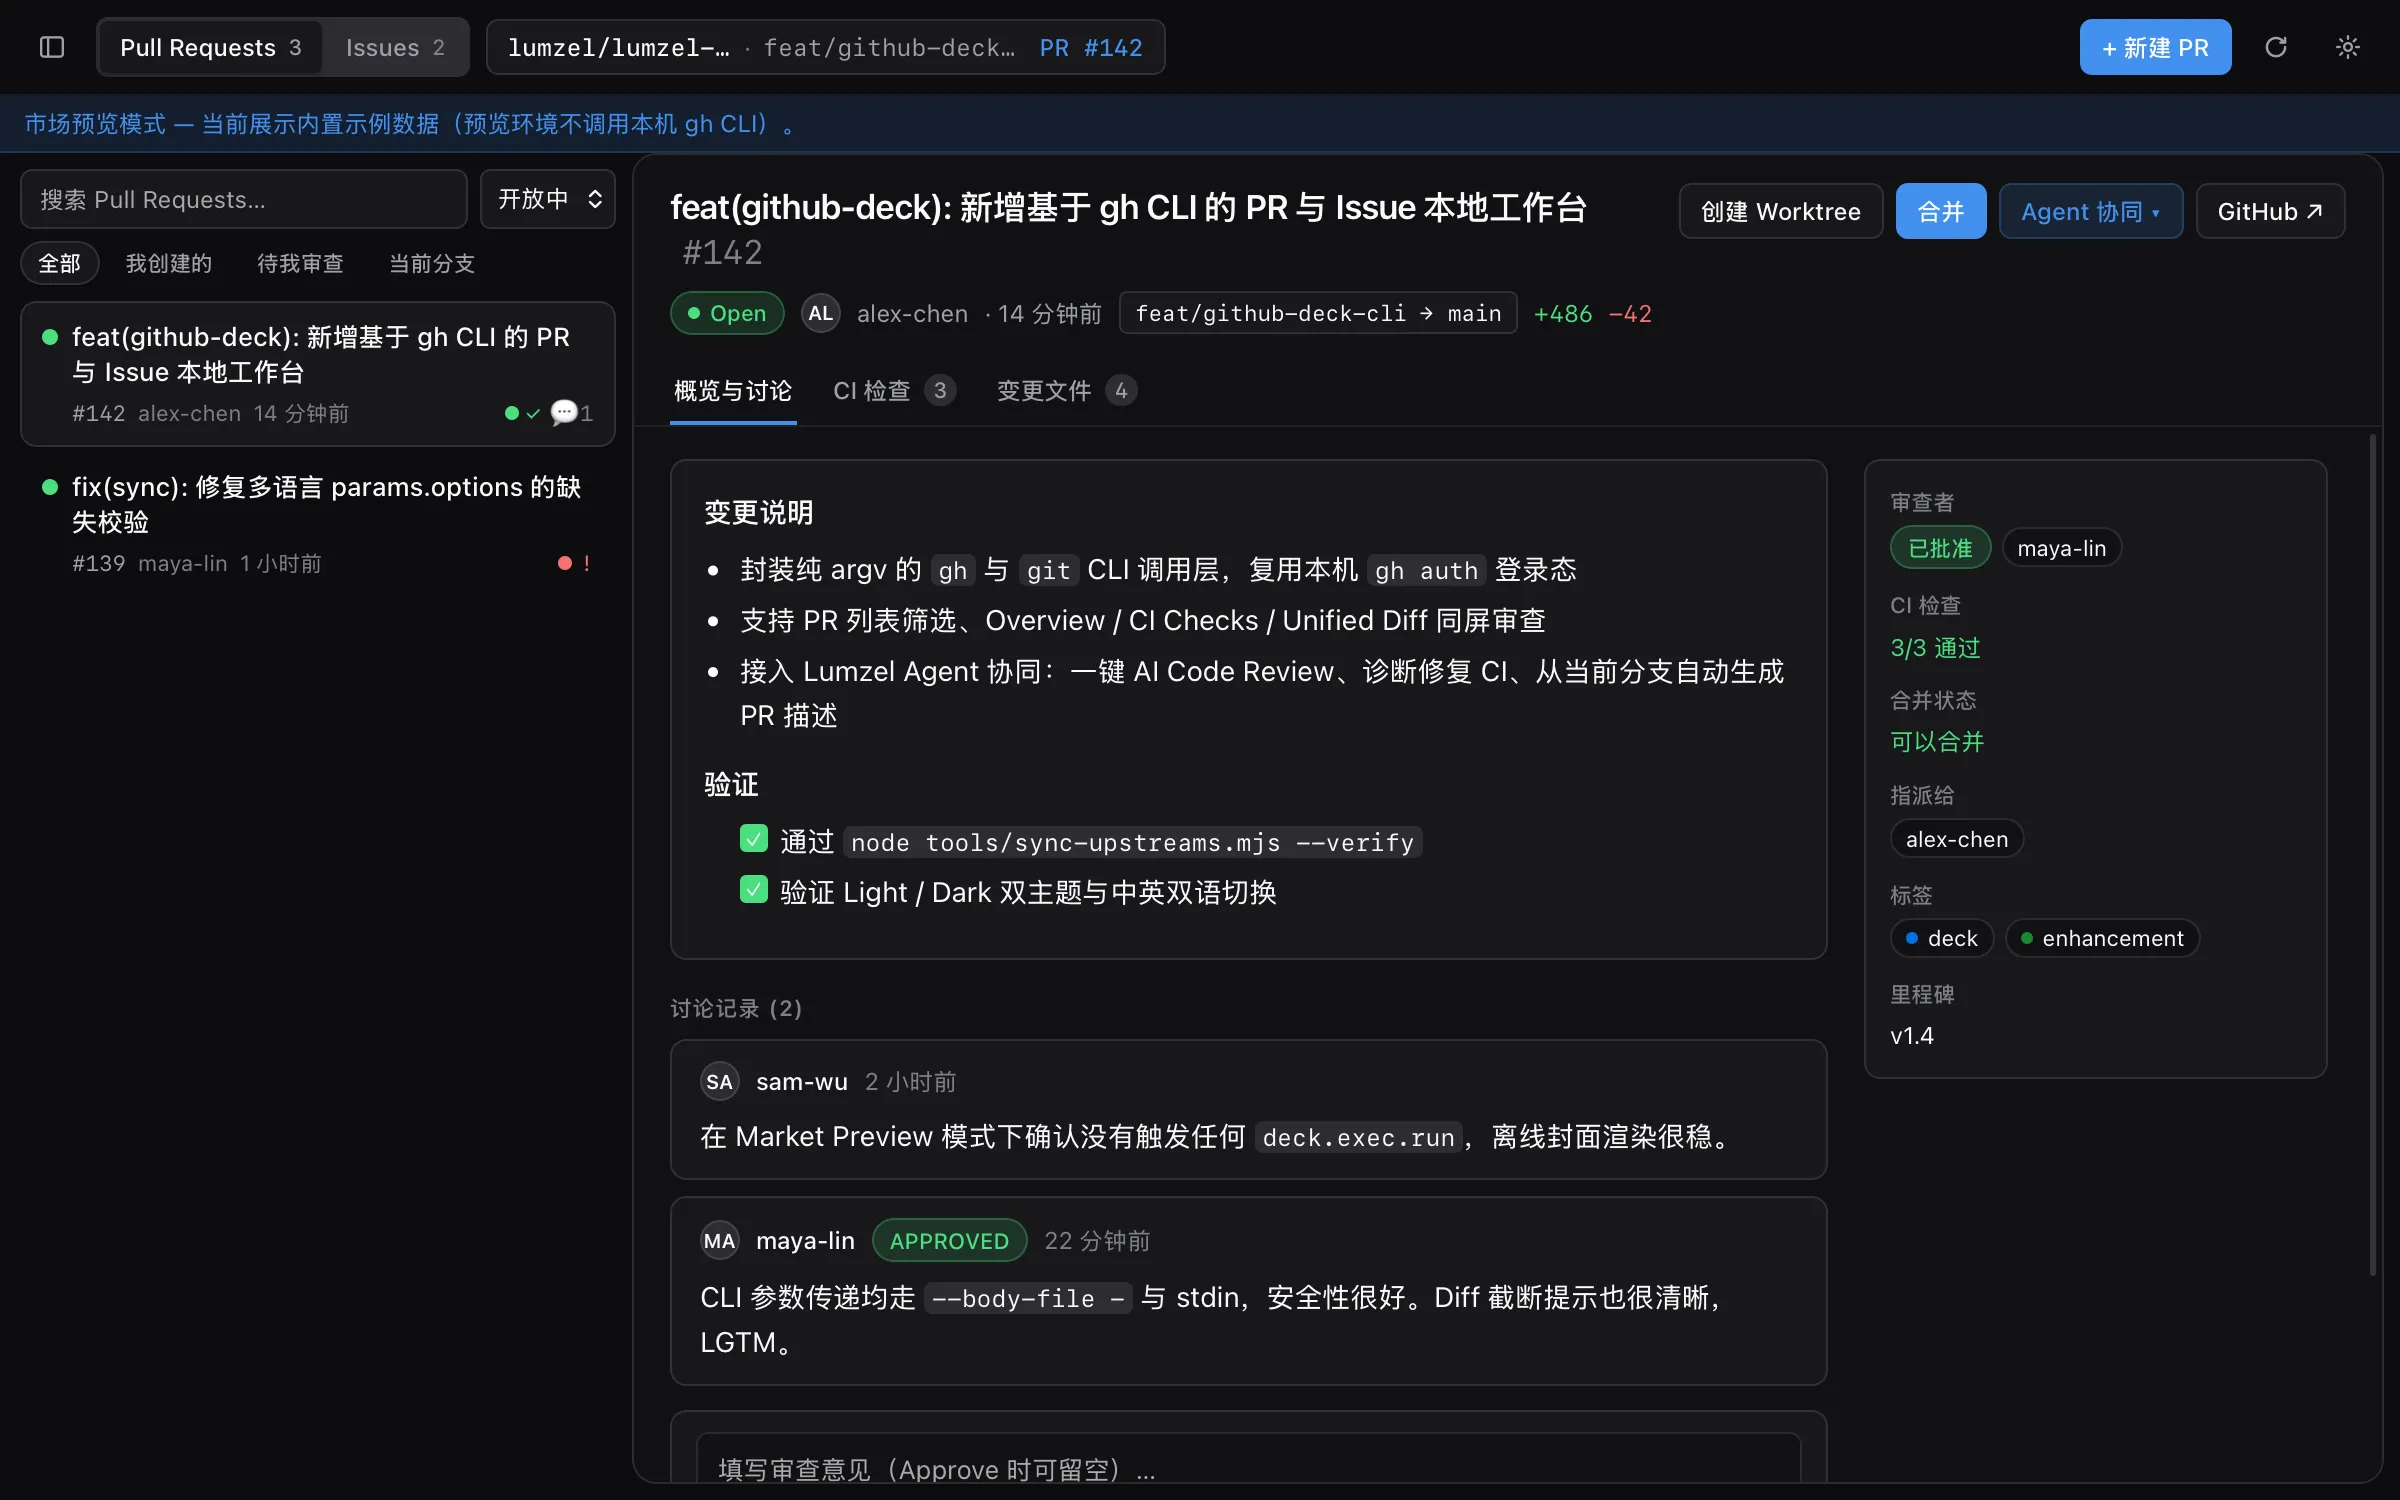 Pull Requests 3
Issues 2
lumzel/lumzel-… · feat/github-deck… PR #142
+ 新建 PR
市场预览模式 — 当前展示内置示例数据（预览环境不调用本机 gh CLI）。
搜索 Pull Requests...
开放中
全部
我创建的
待我审查
当前分支
feat(github-deck): 新增基于 gh CLI 的 PR
与 Issue 本地工作台
#142 alex-chen 14 分钟前
✓ 💬1
fix(sync): 修复多语言 params.options 的缺
失校验
#139 maya-lin 1 小时前
!
feat(github-deck): 新增基于 gh CLI 的 PR 与 Issue 本地工作台
#142
创建 Worktree
合并
Agent 协同 ▾
GitHub ↗
Open
AL alex-chen · 14 分钟前
feat/github-deck-cli → main
+486 −42
概览与讨论
CI 检查 3
变更文件 4
变更说明
• 封装纯 argv 的 gh 与 git CLI 调用层，复用本机 gh auth 登录态
• 支持 PR 列表筛选、Overview / CI Checks / Unified Diff 同屏审查
• 接入 Lumzel Agent 协同：一键 AI Code Review、诊断修复 CI、从当前分支自动生成
PR 描述
验证
✅ 通过 node tools/sync-upstreams.mjs --verify
✅ 验证 Light / Dark 双主题与中英双语切换
讨论记录 (2)
SA sam-wu 2 小时前
在 Market Preview 模式下确认没有触发任何 deck.exec.run，离线封面渲染很稳。
MA maya-lin APPROVED 22 分钟前
CLI 参数传递均走 --body-file - 与 stdin，安全性很好。Diff 截断提示也很清晰，
LGTM。
填写审查意见（Approve 时可留空）...
审查者
已批准 maya-lin
CI 检查
3/3 通过
合并状态
可以合并
指派给
alex-chen
标签
deck
enhancement
里程碑
v1.4